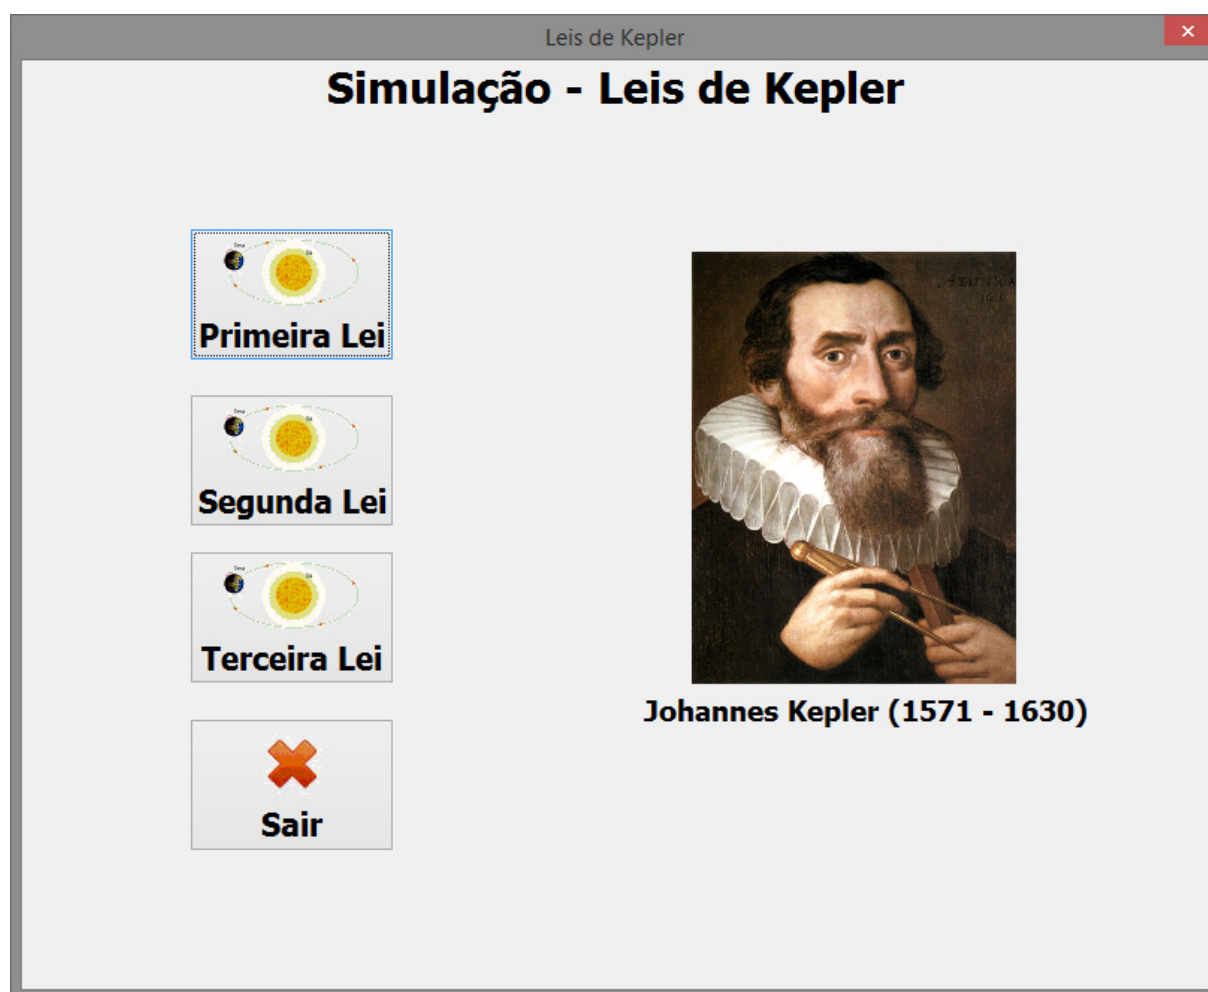 Leis de Kepler
Simulação - Leis de Kepler
Primeira Lei
Segunda Lei
Terceira Lei
Sair
Johannes Kepler (1571 - 1630)